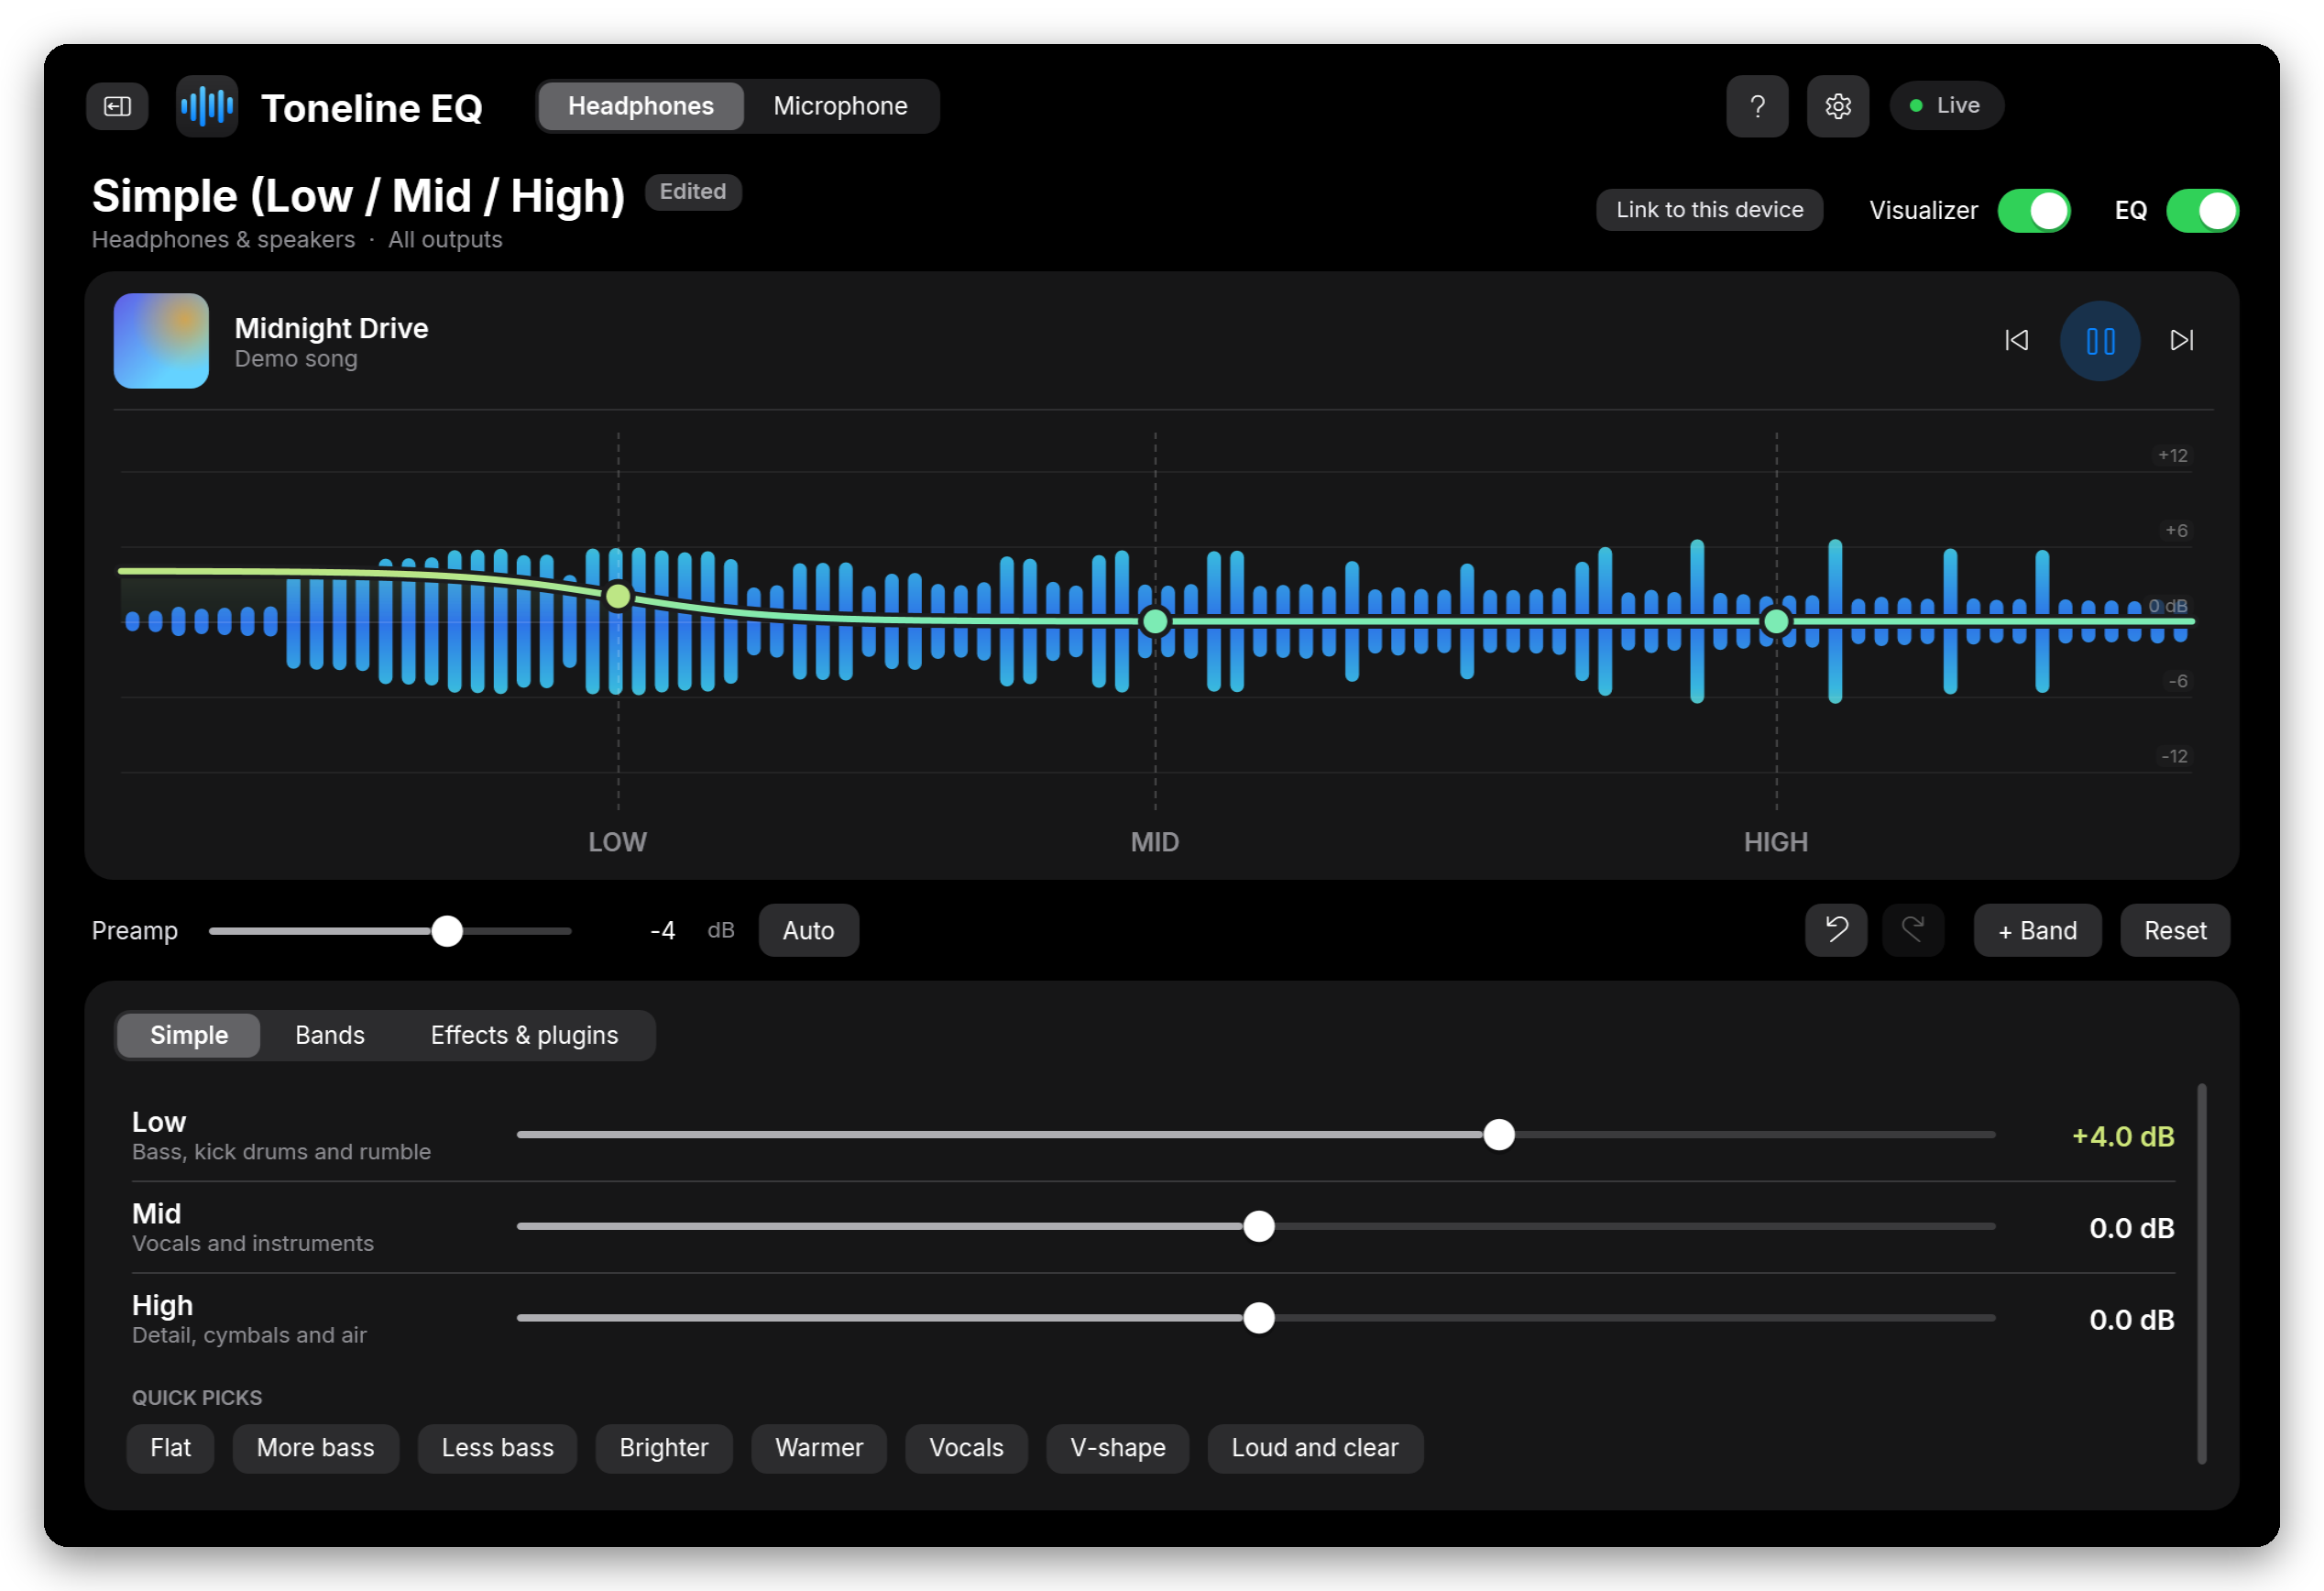 Toneline EQ
Headphones
Microphone
?
Live
Simple (Low / Mid / High)
Edited
Headphones & speakers · All outputs
Link to this device
Visualizer
EQ
Midnight Drive
Demo song
+12
+6
0 dB
-6
-12
LOW
MID
HIGH
Preamp
-4 dB
Auto
+ Band
Reset
Simple
Bands
Effects & plugins
Low
Bass, kick drums and rumble
+4.0 dB
Mid
Vocals and instruments
0.0 dB
High
Detail, cymbals and air
0.0 dB
QUICK PICKS
Flat
More bass
Less bass
Brighter
Warmer
Vocals
V-shape
Loud and clear